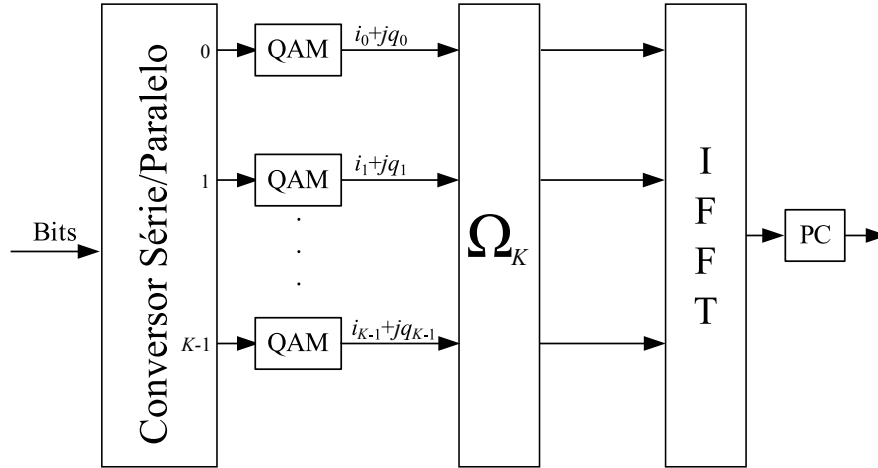 Bits
Conversor Série/Paralelo
0
QAM
i0+jq0
1
QAM
i1+jq1
K-1
QAM
iK-1+jqK-1
ΩK
IFFT
PC